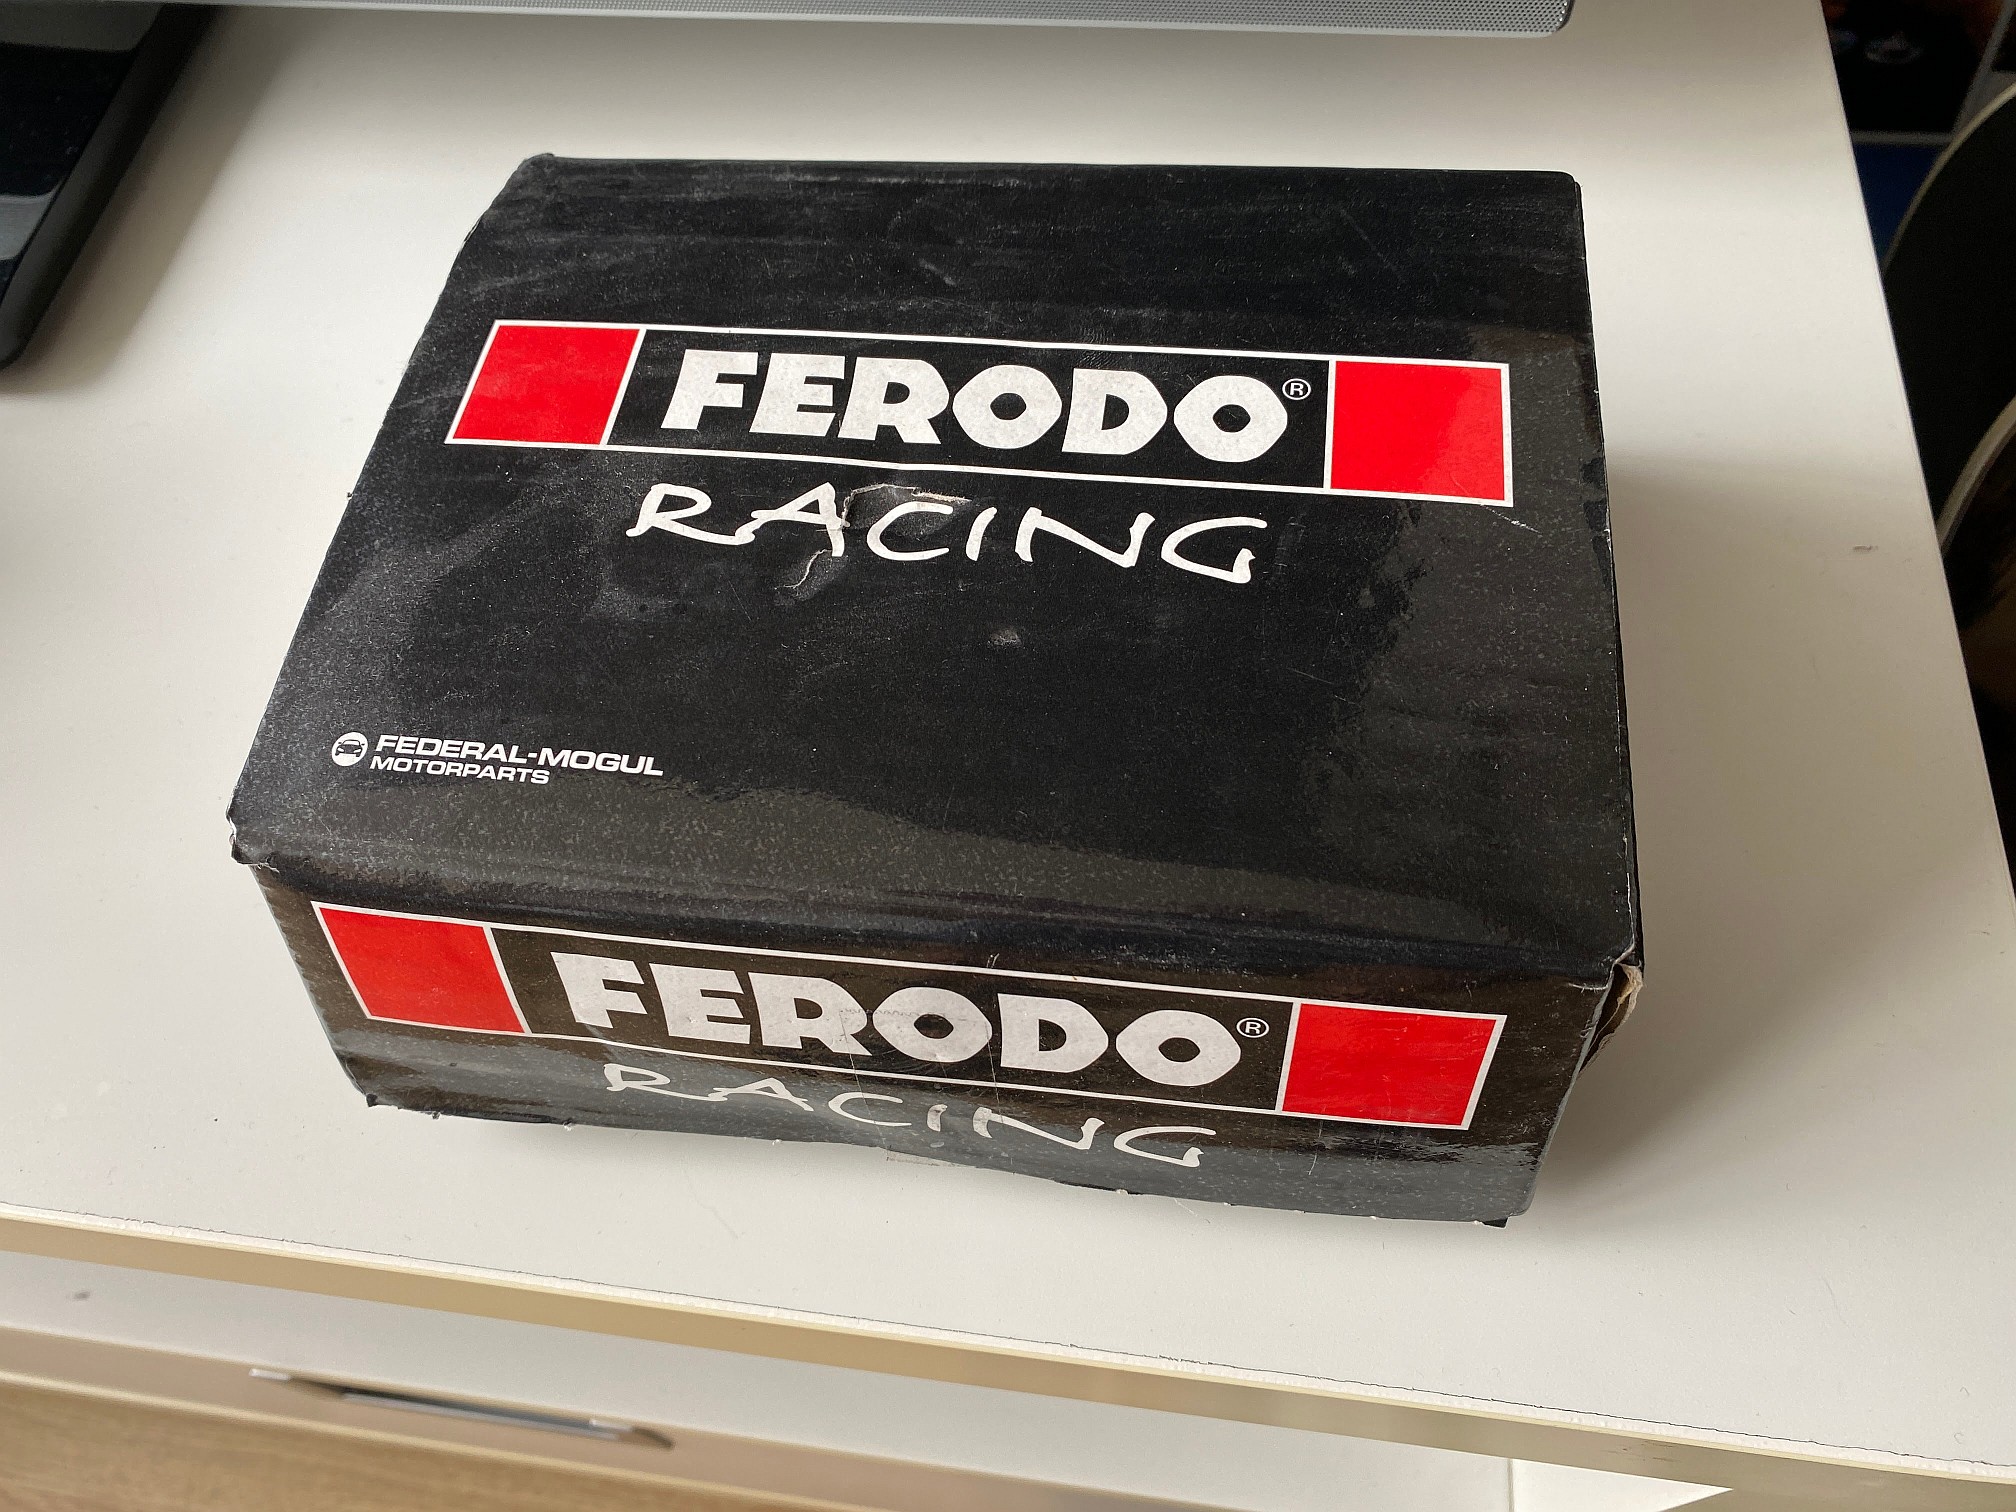 FERODO®
RACING
FEDERAL-MOGUL
MOTORPARTS
FERODO®
RACING